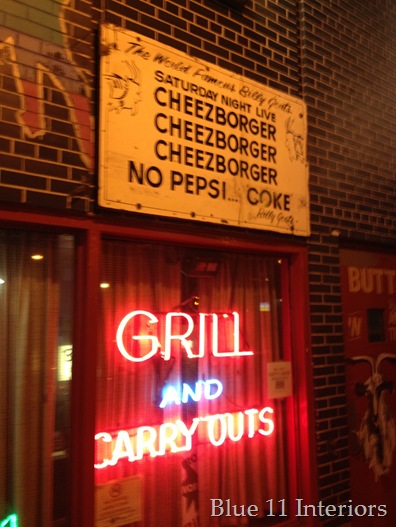 The World Famous Billy Goat's
SATURDAY NIGHT LIVE
CHEEZBORGER
CHEEZBORGER
CHEEZBORGER
NO PEPSI... COKE
Billy Goat's
GRILL
AND
CARRY OUTS
BUTT
'N
Blue 11 Interiors